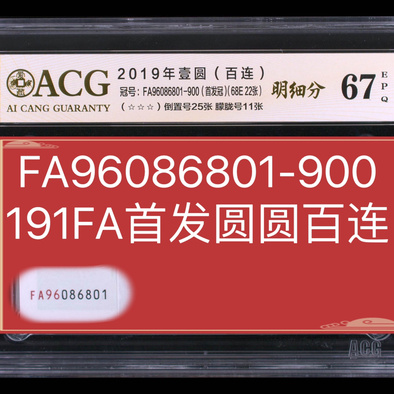 ACG
AI CANG GUARANTY
2019年壹圆（百连）
冠号：FA96086801-900（首发冠）(68E 22张)
(☆☆☆)倒置号25张 朦胧号11张
明细分
67
EPQ
FA96086801-900
191FA首发圆圆百连
FA96086801
ACG